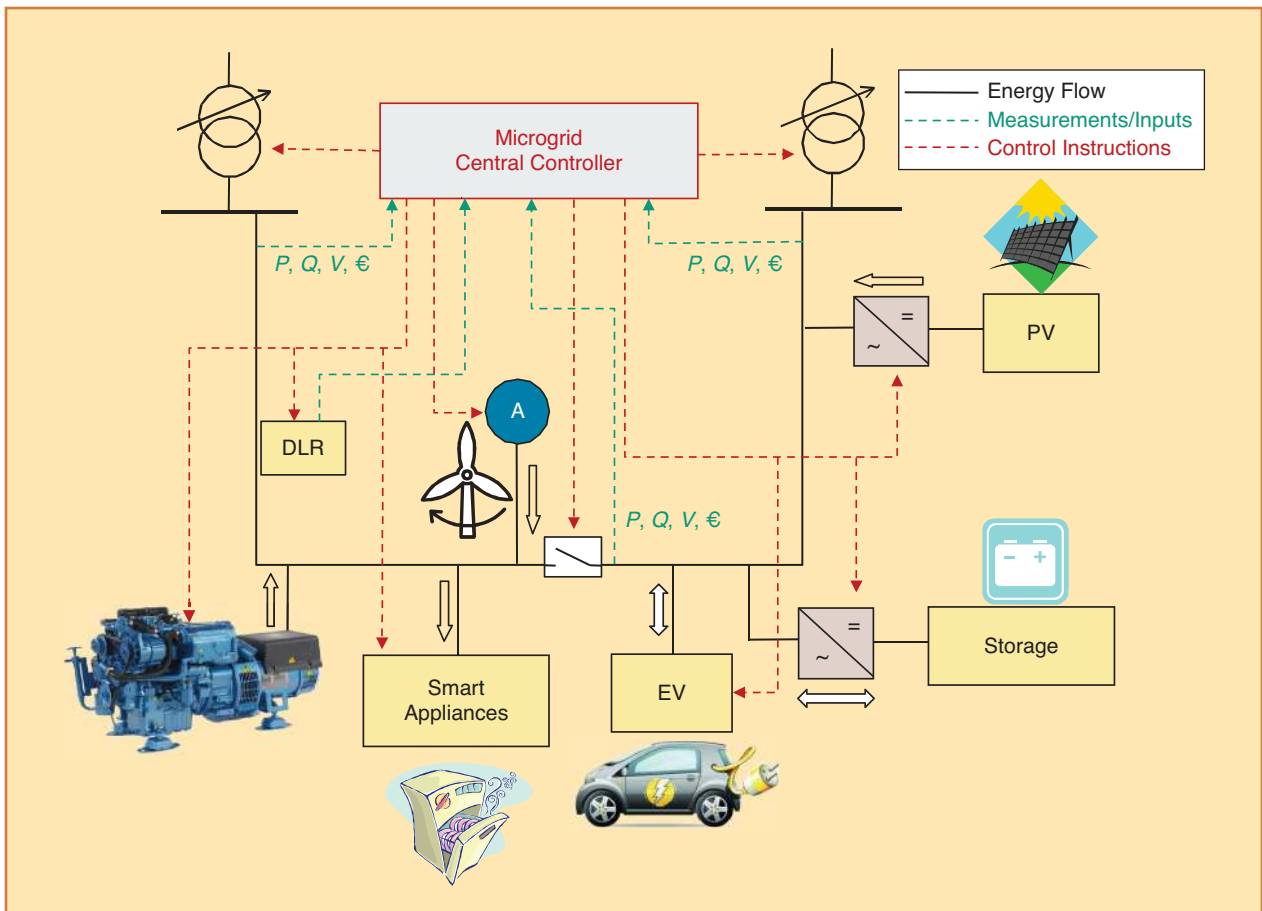 Microgrid
Central Controller
Energy Flow
Measurements/Inputs
Control Instructions
P, Q, V, €
P, Q, V, €
=
~
PV
A
DLR
P, Q, V, €
=
~
Storage
Smart
Appliances
EV